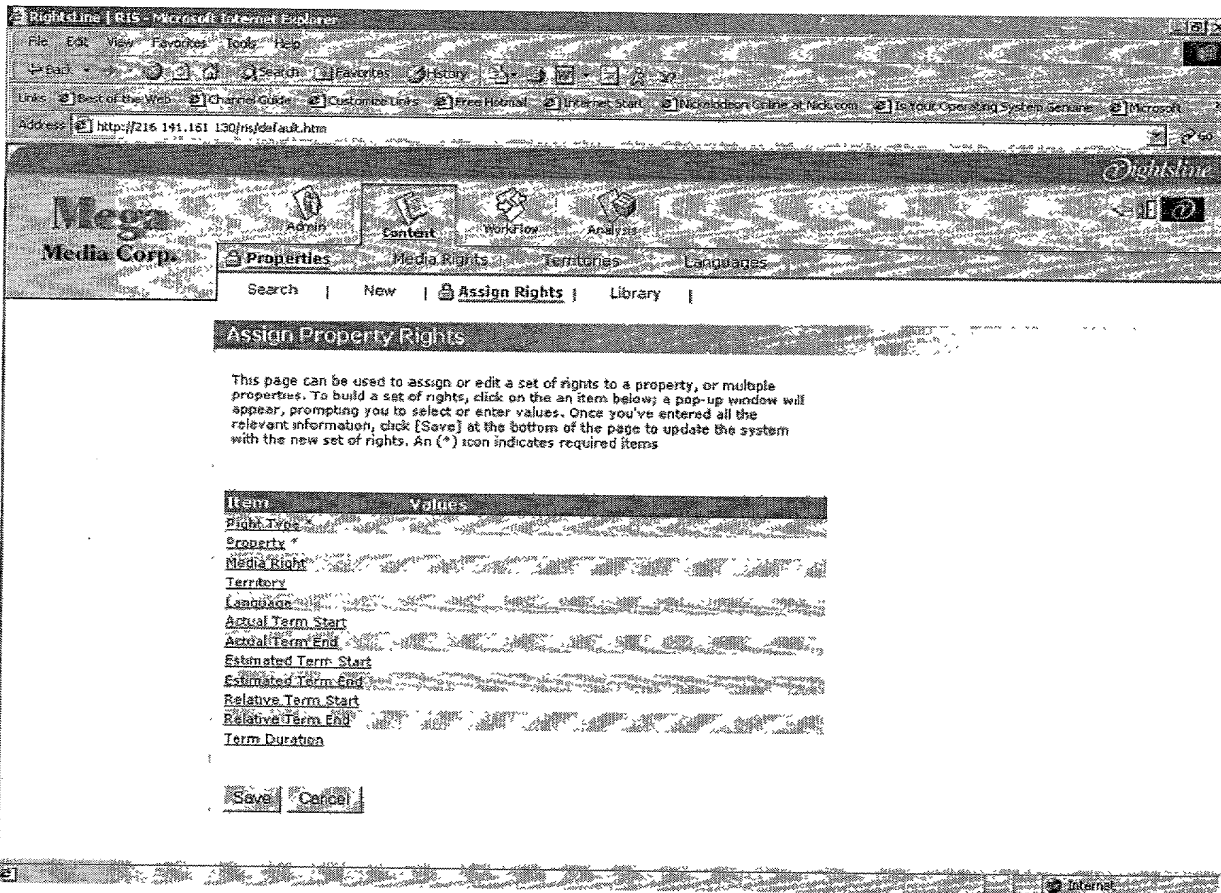 RightsLine | RIS - Microsoft Internet Explorer
File Edit View Favorites Tools Help
Back Search Favorites History
Links Best of the Web Channel Guide Customize Links Free Hotmail Internet Start Nickelodeon Online at Nick.com Is Your Operating System Genuine Microsoft
Address http://216.141.161.130/ris/default.htm Go
Rightsline
Mega
Media Corp.
Admin Content Workflow Analysis
Properties Media Rights Territories Languages
Search | New | Assign Rights | Library |
Assign Property Rights
This page can be used to assign or edit a set of rights to a property, or multiple
properties. To build a set of rights, click on the an item below; a pop-up window will
appear, prompting you to select or enter values. Once you've entered all the
relevant information, click [Save] at the bottom of the page to update the system
with the new set of rights. An (*) icon indicates required items
Item Values
Right Type *
Property *
Media Right
Territory
Language
Actual Term Start
Actual Term End
Estimated Term Start
Estimated Term End
Relative Term Start
Relative Term End
Term Duration
Save Cancel
Internet